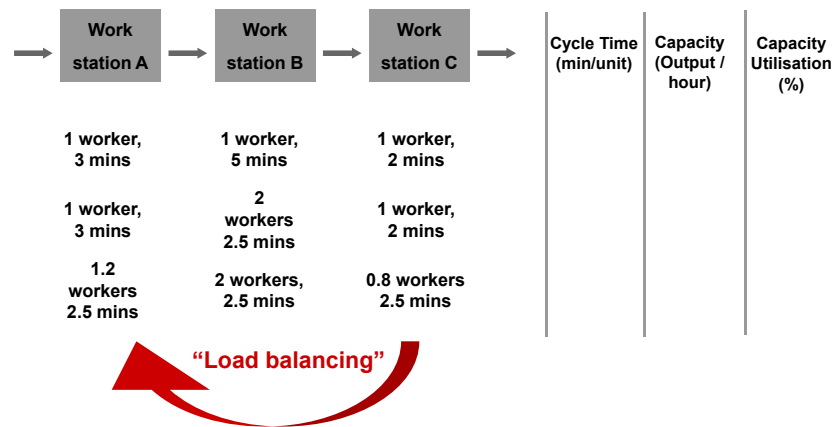 Work
station A
Work
station B
Work
station C
Cycle Time
(min/unit)
Capacity
(Output /
hour)
Capacity
Utilisation
(%)
1 worker,
3 mins
1 worker,
5 mins
1 worker,
2 mins
1 worker,
3 mins
2
workers
2.5 mins
1 worker,
2 mins
1.2
workers
2.5 mins
2 workers,
2.5 mins
0.8 workers
2.5 mins
“Load balancing”